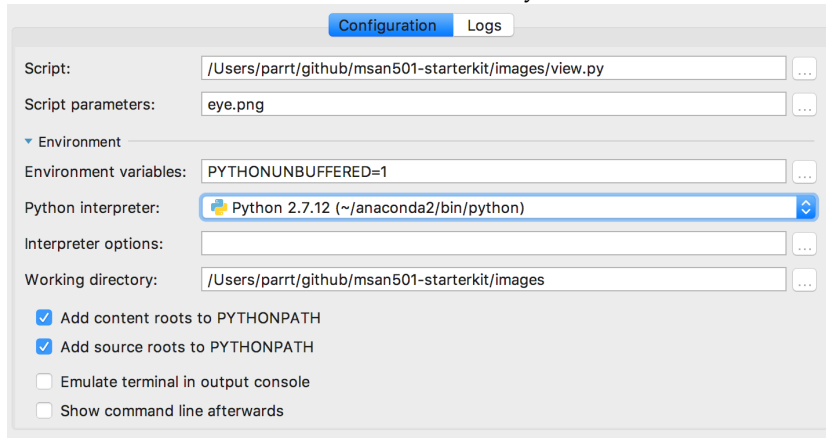 Configuration Logs
Script: /Users/parrt/github/msan501-starterkit/images/view.py ...
Script parameters: eye.png ...
Environment
Environment variables: PYTHONUNBUFFERED=1 ...
Python interpreter: Python 2.7.12 (~/anaconda2/bin/python)
Interpreter options: ...
Working directory: /Users/parrt/github/msan501-starterkit/images ...
Add content roots to PYTHONPATH
Add source roots to PYTHONPATH
Emulate terminal in output console
Show command line afterwards